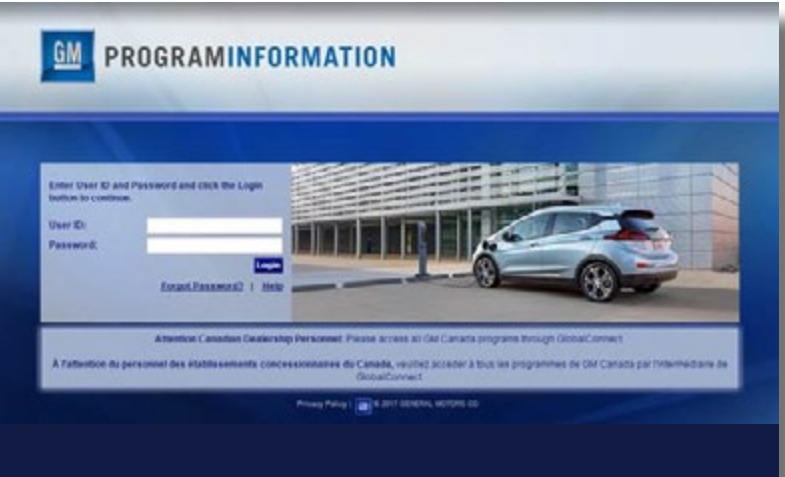 GM PROGRAMINFORMATION
Enter User ID and Password and click the Login
button to continue.
User ID:
Password:
Login
Forgot Password? | Help
Attention Canadian Dealership Personnel: Please access all GM Canada programs through GlobalConnect
À l'attention du personnel des établissements concessionnaires du Canada, veuillez accéder à tous les programmes de GM Canada par l'intermédiaire de
GlobalConnect
Privacy Policy | GM © 2017 GENERAL MOTORS CO